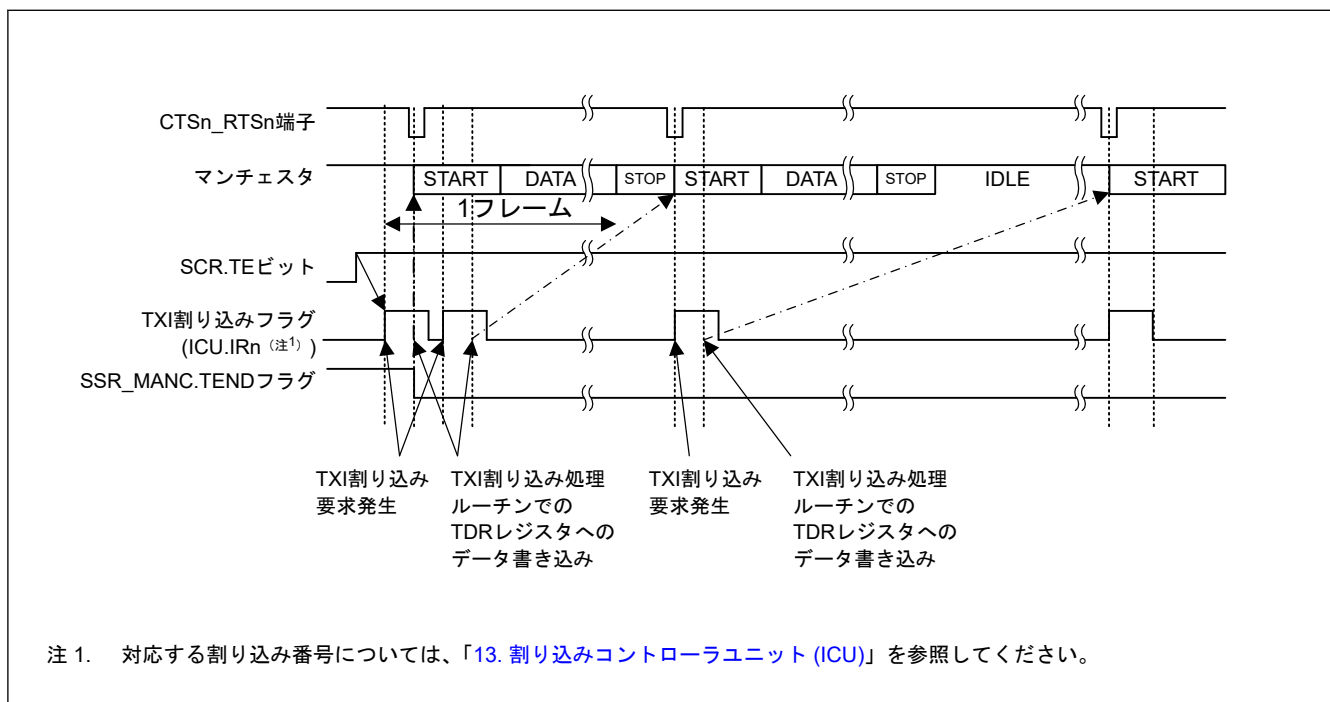 CTSn_RTSn端子
マンチェスタ
START DATA STOP START DATA STOP IDLE START
1フレーム
SCR.TEビット
TXI割り込みフラグ
(ICU.IRn（注1）)
SSR_MANC.TENDフラグ
TXI割り込み
要求発生
TXI割り込み処理
ルーチンでの
TDRレジスタへの
データ書き込み
TXI割り込み
要求発生
TXI割り込み処理
ルーチンでの
TDRレジスタへの
データ書き込み
注 1. 対応する割り込み番号については、「13. 割り込みコントローラユニット (ICU)」を参照してください。